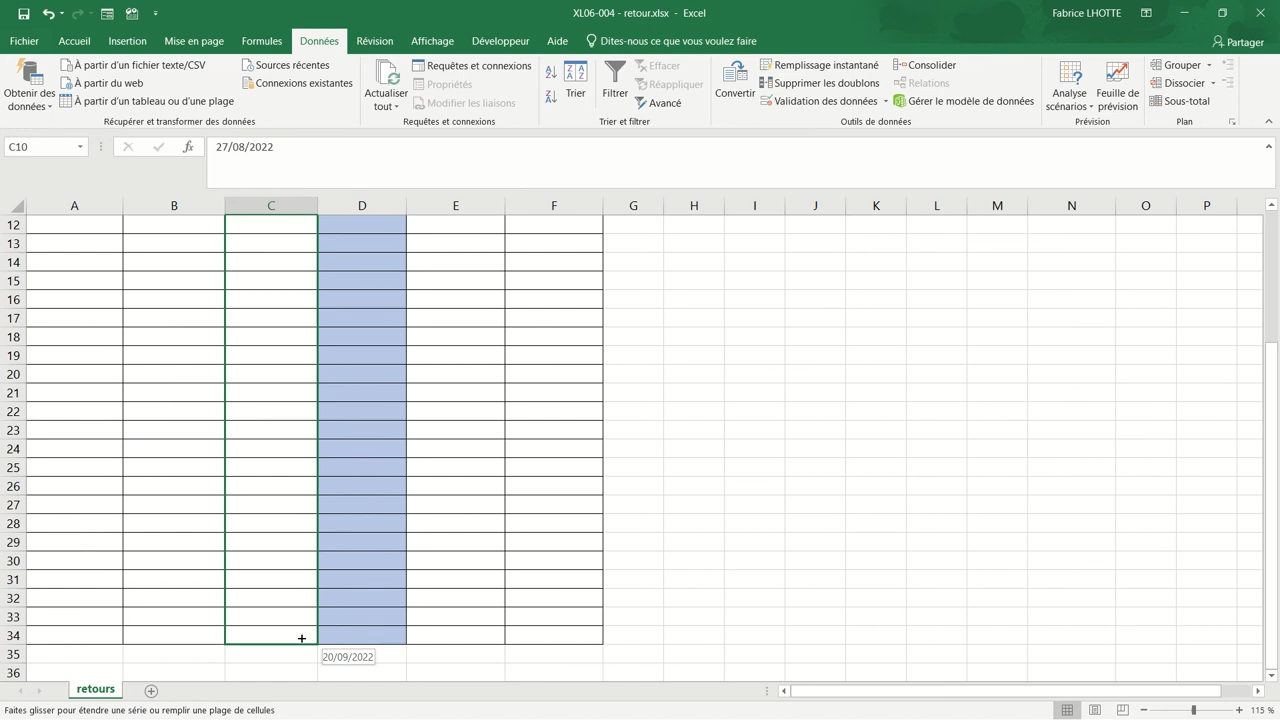 XL06-004 - retour.xlsx - Excel
Fabrice LHOTTE
Fichier Accueil Insertion Mise en page Formules Données Révision Affichage Développeur Aide Dites-nous ce que vous voulez faire
Partager
Obtenir des données
À partir d'un fichier texte/CSV
À partir du web
À partir d'un tableau ou d'une plage
Sources récentes
Connexions existantes
Récupérer et transformer des données
Actualiser tout
Requêtes et connexions
Propriétés
Modifier les liaisons
Requêtes et connexions
Trier
Filtrer
Effacer
Réappliquer
Avancé
Trier et filtrer
Convertir
Remplissage instantané
Supprimer les doublons
Validation des données
Consolider
Relations
Gérer le modèle de données
Outils de données
Analyse scénarios
Feuille de prévision
Prévision
Grouper
Dissocier
Sous-total
Plan
C10
fx
27/08/2022
A B C D E F G H I J K L M N O P
12
13
14
15
16
17
18
19
20
21
22
23
24
25
26
27
28
29
30
31
32
33
34
35
20/09/2022
36
retours
Faites glisser pour étendre une série ou remplir une plage de cellules
115 %